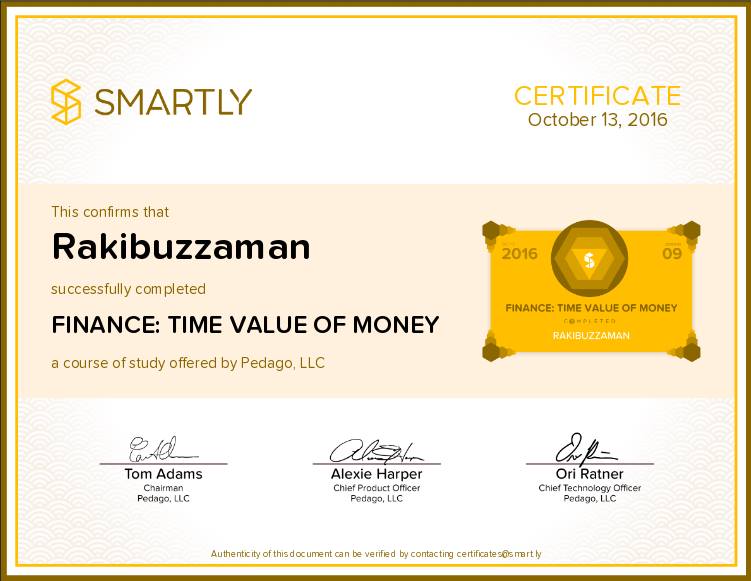 SMARTLY
CERTIFICATE
October 13, 2016
This confirms that
Rakibuzzaman
successfully completed
FINANCE: TIME VALUE OF MONEY
a course of study offered by Pedago, LLC
2016
09
FINANCE: TIME VALUE OF MONEY
COMPLETED
RAKIBUZZAMAN
Tom Adams
Chairman
Pedago, LLC
Alexie Harper
Chief Product Officer
Pedago, LLC
Ori Ratner
Chief Technology Officer
Pedago, LLC
Authenticity of this document can be verified by contacting certificates@smart.ly